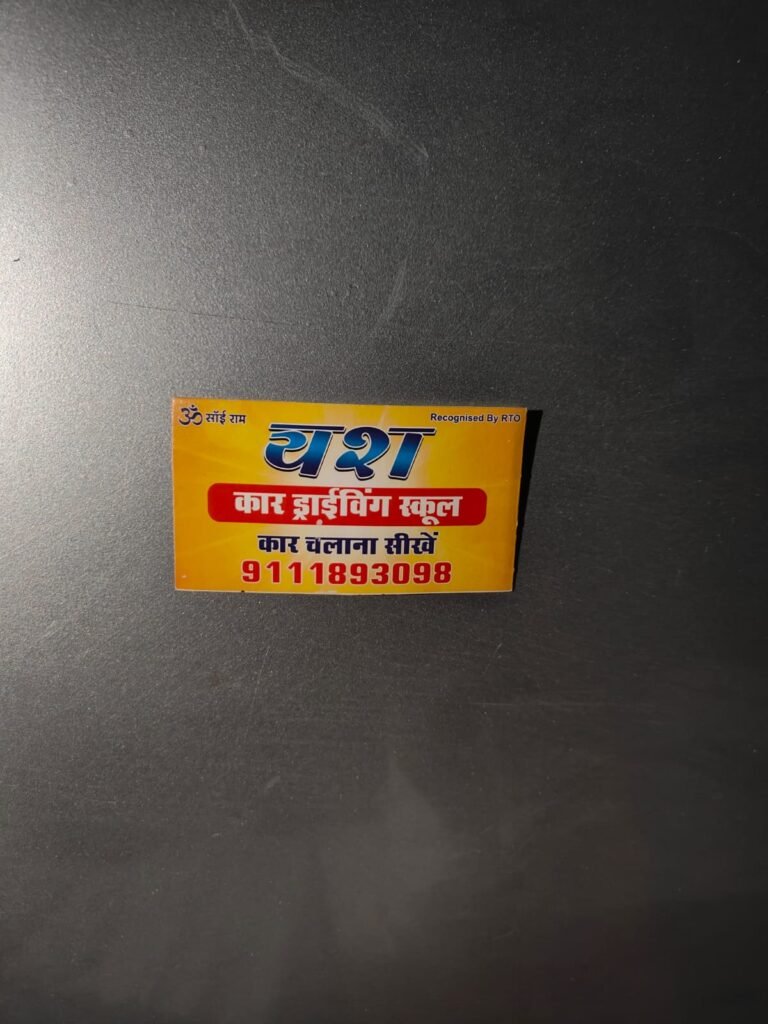 ॐ सॉई राम Recognised By RTO
यश
कार ड्राईविंग स्कूल
कार चलाना सीखें
9111893098